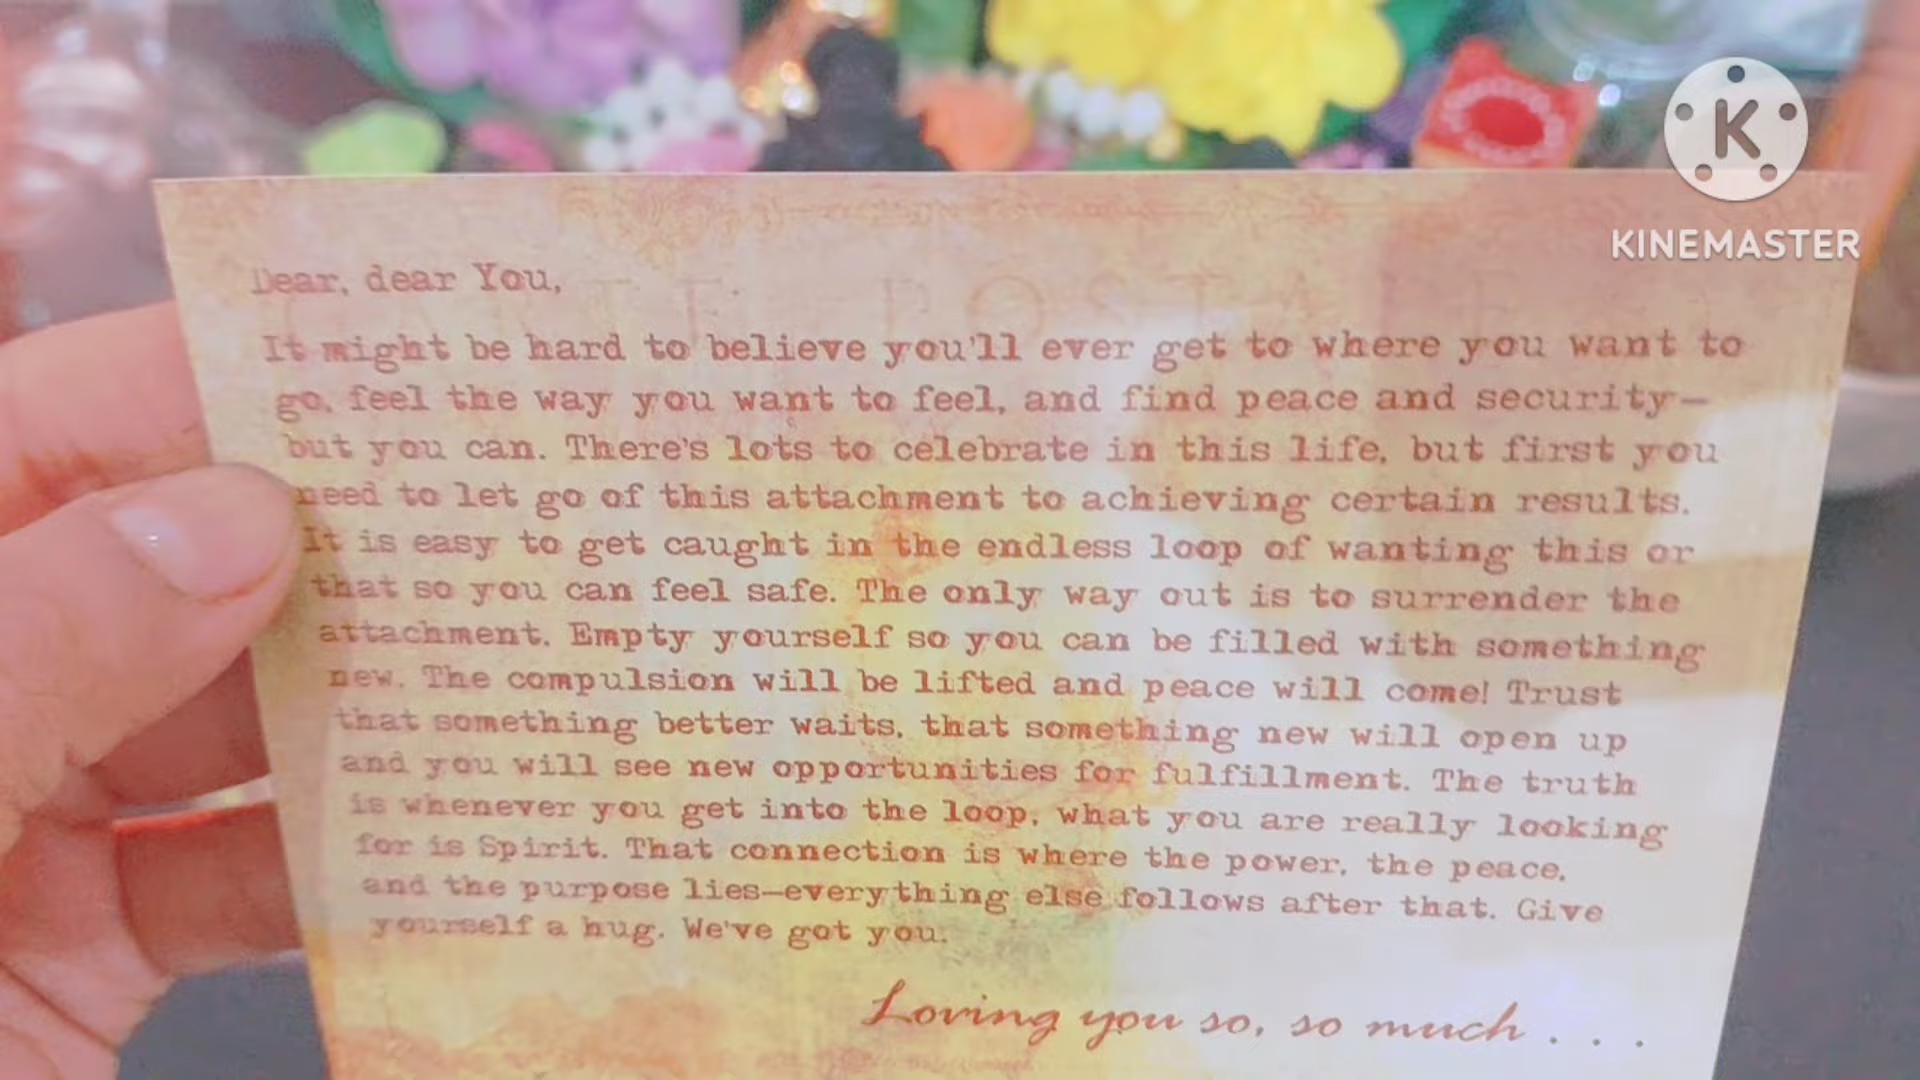 K
KINEMASTER
CARTE POSTALE
Dear, dear You,
It might be hard to believe you'll ever get to where you want to
go, feel the way you want to feel, and find peace and security—
but you can. There's lots to celebrate in this life, but first you
need to let go of this attachment to achieving certain results.
It is easy to get caught in the endless loop of wanting this or
that so you can feel safe. The only way out is to surrender the
attachment. Empty yourself so you can be filled with something
new. The compulsion will be lifted and peace will come! Trust
that something better waits, that something new will open up
and you will see new opportunities for fulfillment. The truth
is whenever you get into the loop, what you are really looking
for is Spirit. That connection is where the power, the peace,
and the purpose lies—everything else follows after that. Give
yourself a hug. We've got you.
Loving you so, so much . . .